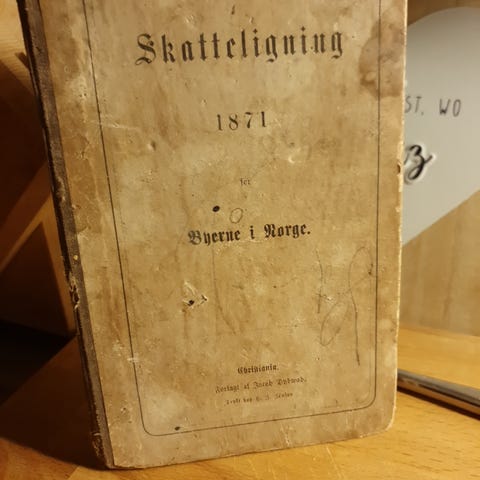 Skatteligning
1871
for
Byerne i Norge.
Christiania.
Forlagt af Jacob Dybwad.
ST, WO